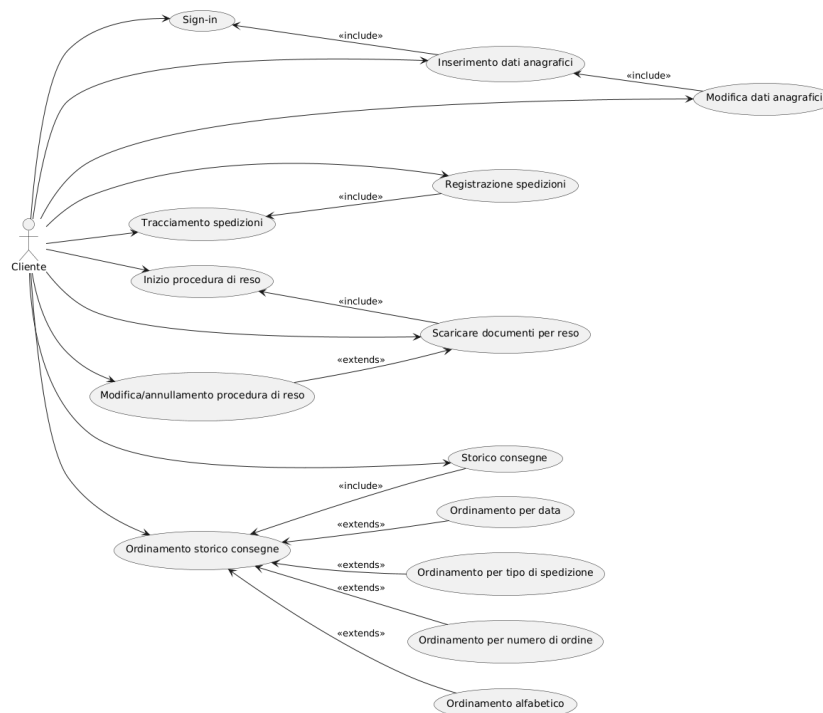 Sign-in
«include»
Inserimento dati anagrafici
«include»
Modifica dati anagrafici
Registrazione spedizioni
«include»
Tracciamento spedizioni
Cliente
Inizio procedura di reso
«include»
Scaricare documenti per reso
«extends»
Modifica/annullamento procedura di reso
Storico consegne
«include»
Ordinamento per data
«extends»
Ordinamento storico consegne
«extends»
Ordinamento per tipo di spedizione
«extends»
Ordinamento per numero di ordine
«extends»
Ordinamento alfabetico